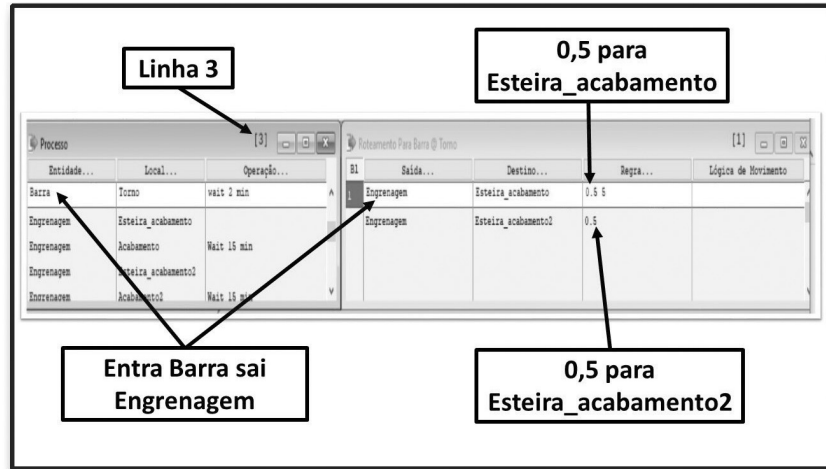 Linha 3
0,5 para
Esteira_acabamento
Processo [3]
Entidade... Local... Operação...
Barra Torno wait 2 min
Engrenagem Esteira_acabamento
Engrenagem Acabamento Wait 15 min
Engrenagem Esteira_acabamento2
Engrenagem Acabamento2 Wait 15 min
Roteamento Para Barra @ Torno [1]
Bl Saída... Destino... Regra... Lógica de Movimento
1 Engrenagem Esteira_acabamento 0.5 5
Engrenagem Esteira_acabamento2 0.5
Entra Barra sai
Engrenagem
0,5 para
Esteira_acabamento2